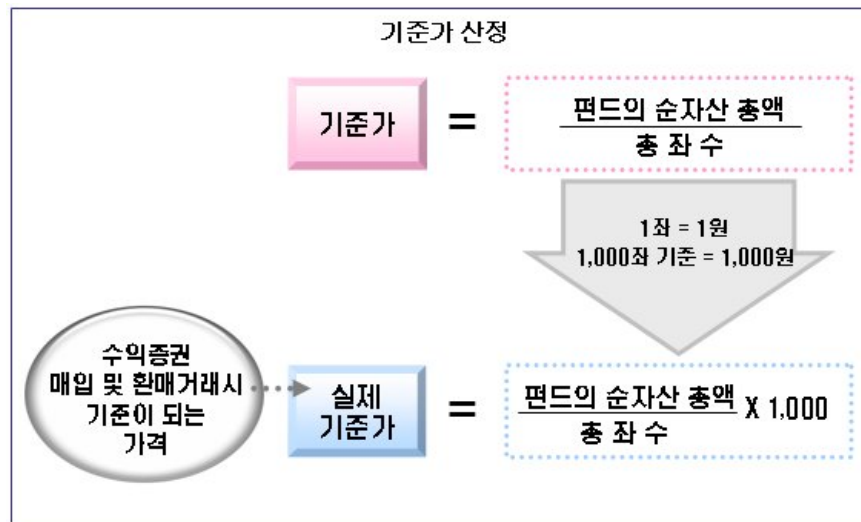 기준가 산정
기준가 = 펀드의 순자산 총액
총 좌 수
1좌 = 1원
1,000좌 기준 = 1,000원
수익증권
매입 및 환매거래시
기준이 되는
가격
실제
기준가
= 펀드의 순자산 총액 X 1,000
총 좌 수